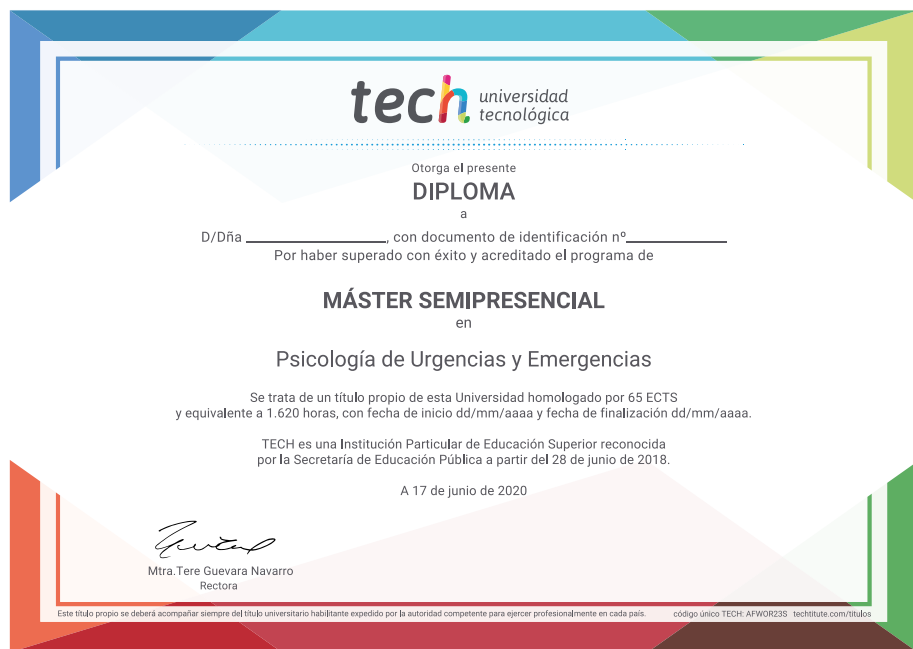 tech universidad
tecnológica
Otorga el presente
DIPLOMA
a
D/Dña ______________, con documento de identificación nº__________
Por haber superado con éxito y acreditado el programa de
MÁSTER SEMIPRESENCIAL
en
Psicología de Urgencias y Emergencias
Se trata de un título propio de esta Universidad homologado por 65 ECTS
y equivalente a 1.620 horas, con fecha de inicio dd/mm/aaaa y fecha de finalización dd/mm/aaaa.
TECH es una Institución Particular de Educación Superior reconocida
por la Secretaría de Educación Pública a partir del 28 de junio de 2018.
A 17 de junio de 2020
Mtra.Tere Guevara Navarro
Rectora
Este título propio se deberá acompañar siempre del título universitario habilitante expedido por la autoridad competente para ejercer profesionalmente en cada país. código único TECH: AFWOR23S techtitute.com/titulos